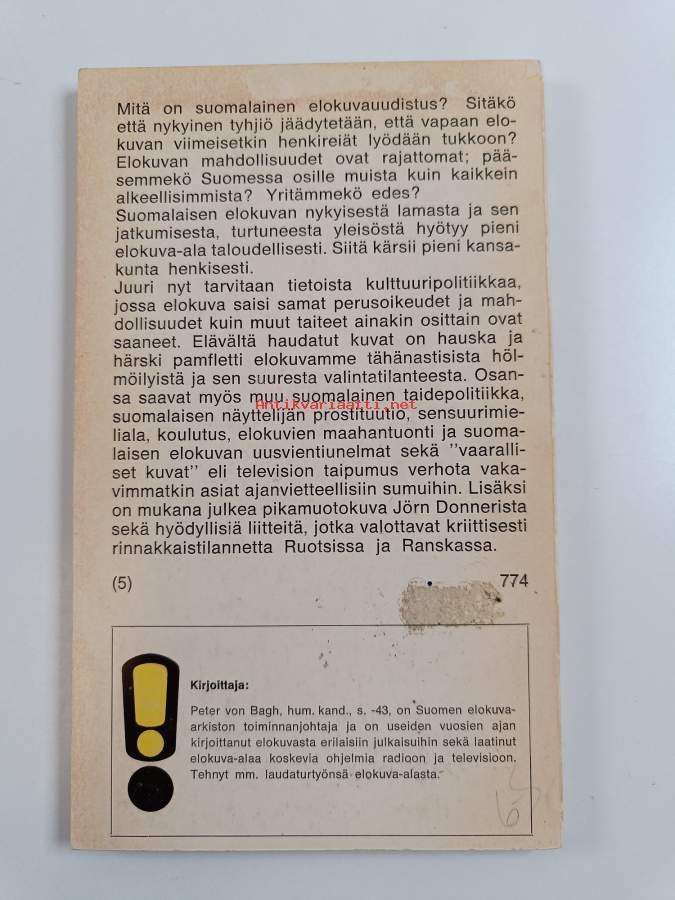 Mitä on suomalainen elokuvauudistus? Sitäkö
että nykyinen tyhjiö jäädytetään, että vapaan elo-
kuvan viimeisetkin henkireiät lyödään tukkoon?
Elokuvan mahdollisuudet ovat rajattomat; pää-
semmekö Suomessa osille muista kuin kaikkein
alkeellisimmista? Yritämmekö edes?
Suomalaisen elokuvan nykyisestä lamasta ja sen
jatkumisesta, turtuneesta yleisöstä hyötyy pieni
elokuva-ala taloudellisesti. Siitä kärsii pieni kansa-
kunta henkisesti.
Juuri nyt tarvitaan tietoista kulttuuripolitiikkaa,
jossa elokuva saisi samat perusoikeudet ja mah-
dollisuudet kuin muut taiteet ainakin osittain ovat
saaneet. Elävältä haudatut kuvat on hauska ja
härski pamfletti elokuvamme tähänastisista höl-
möilyistä ja sen suuresta valintatilanteesta. Osan-
sa saavat myös muu suomalainen taidepolitiikka,
Antikvariaatti.net
suomalaisen näyttelijän prostituutio, sensuurimie-
liala, koulutus, elokuvien maahantuonti ja suoma-
laisen elokuvan uusvientiunelmat sekä "vaaralli-
set kuvat" eli television taipumus verhota vaka-
vimmatkin asiat ajanvietteellisiin sumuihin. Lisäksi
on mukana julkea pikamuotokuva Jörn Donnerista
sekä hyödyllisiä liitteitä, jotka valottavat kriittisesti
rinnakkaistilannetta Ruotsissa ja Ranskassa.
(5) 774
Kirjoittaja:
Peter von Bagh, hum. kand., s. -43, on Suomen elokuva-
arkiston toiminnanjohtaja ja on useiden vuosien ajan
kirjoittanut elokuvasta erilaisiin julkaisuihin sekä laatinut
elokuva-alaa koskevia ohjelmia radioon ja televisioon.
Tehnyt mm. laudaturtyönsä elokuva-alasta.